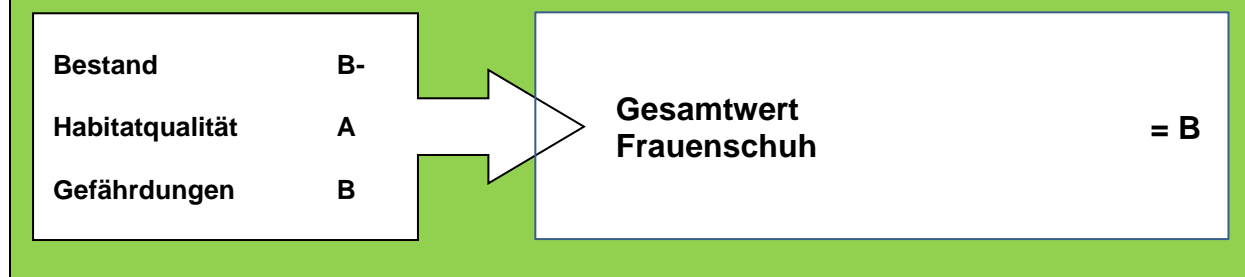 Bestand B-
Habitatqualität A
Gefährdungen B
Gesamtwert
Frauenschuh = B